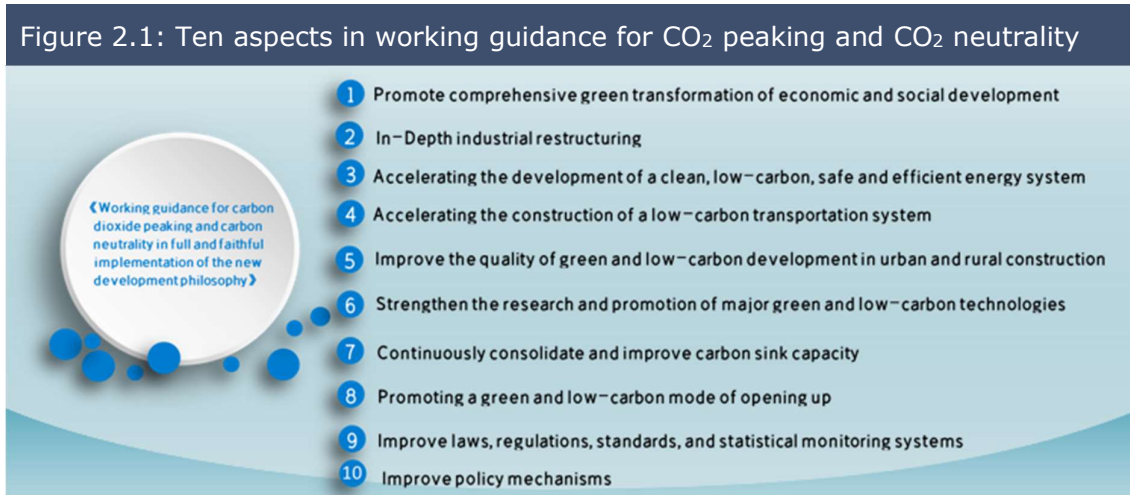 Figure 2.1: Ten aspects in working guidance for CO₂ peaking and CO₂ neutrality
《Working guidance for carbon
dioxide peaking and carbon
neutrality in full and faithful
implementation of the new
development philosophy》
1 Promote comprehensive green transformation of economic and social development
2 In-Depth industrial restructuring
3 Accelerating the development of a clean, low-carbon, safe and efficient energy system
4 Accelerating the construction of a low-carbon transportation system
5 Improve the quality of green and low-carbon development in urban and rural construction
6 Strengthen the research and promotion of major green and low-carbon technologies
7 Continuously consolidate and improve carbon sink capacity
8 Promoting a green and low-carbon mode of opening up
9 Improve laws, regulations, standards, and statistical monitoring systems
10 Improve policy mechanisms